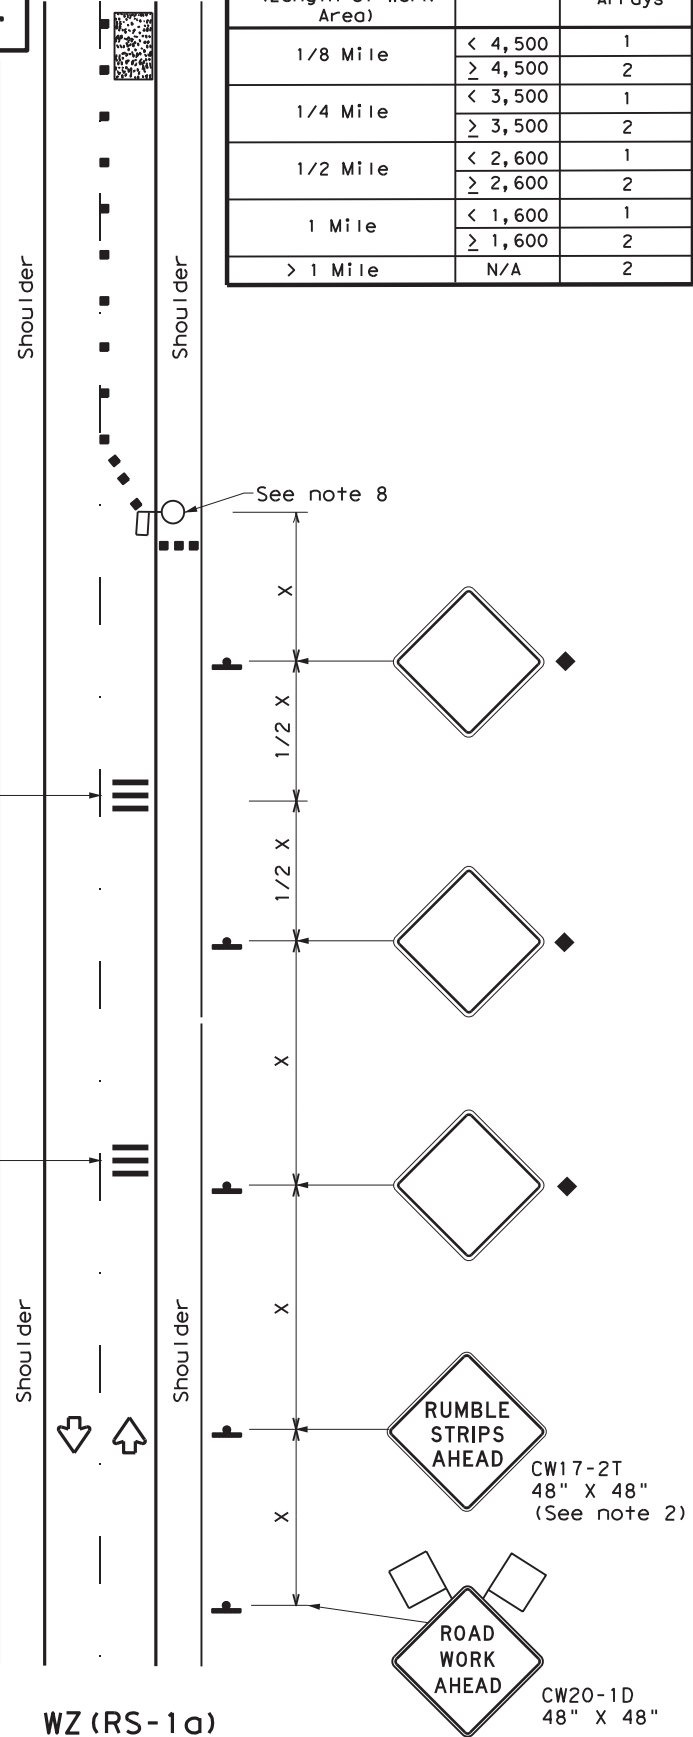 Area)
1/8 Mile
< 4,500
1
≥ 4,500
2
1/4 Mile
< 3,500
1
≥ 3,500
2
1/2 Mile
< 2,600
1
≥ 2,600
2
1 Mile
< 1,600
1
≥ 1,600
2
> 1 Mile
N/A
2
Shoulder
Shoulder
See note 8
X
1/2 X
1/2 X
X
X
X
Shoulder
Shoulder
RUMBLE
STRIPS
AHEAD
CW17-2T
48" X 48"
(See note 2)
ROAD
WORK
AHEAD
CW20-1D
48" X 48"
WZ(RS-1a)